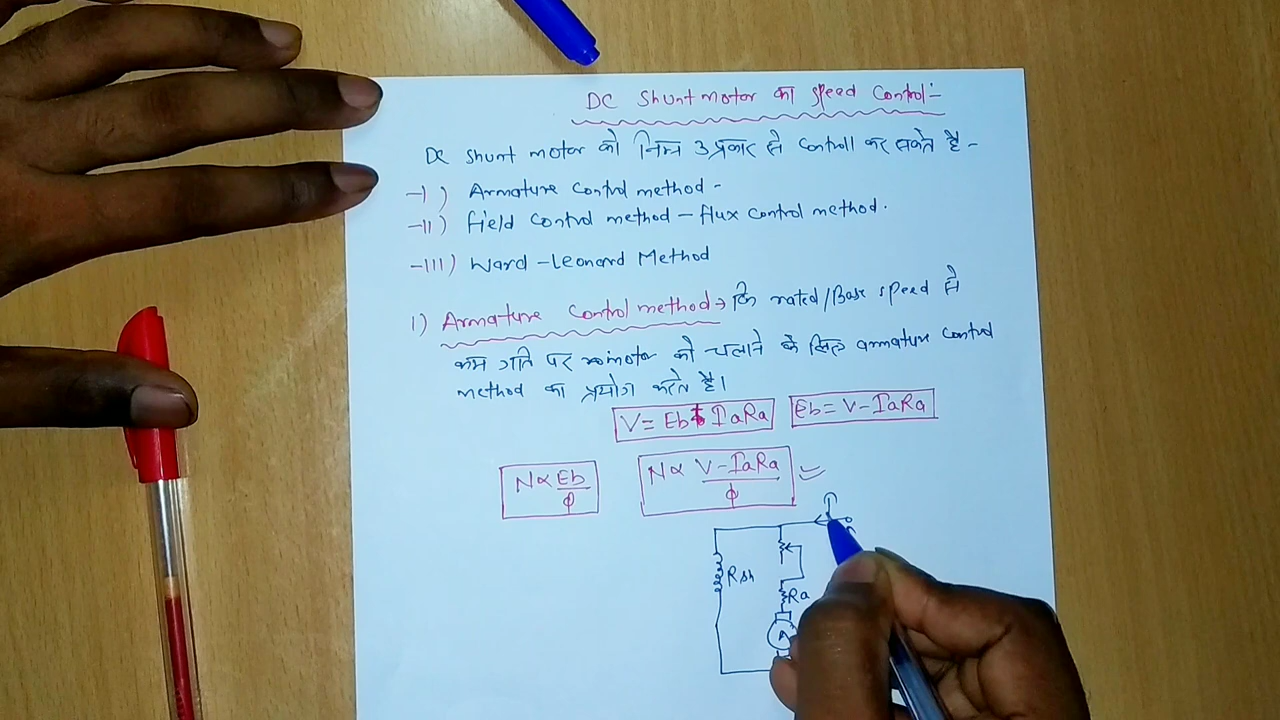 DC Shunt motor का speed Control:-
DC shunt motor को निम्न 3 प्रकार से controll कर सकते है -
-I) Armature Control method -
-II) field Control method - flux control method.
-III) Ward - Leonard Method
1) Armature Control method → कि rated/Base speed से
कम गति पर motor को चलाने के लिए armature control
method का प्रयोग करते है।
V = Eb + IaRa
Eb = V - IaRa
N ∝ Eb/ϕ
N ∝ V - IaRa/ϕ
Rsh
Ra
A